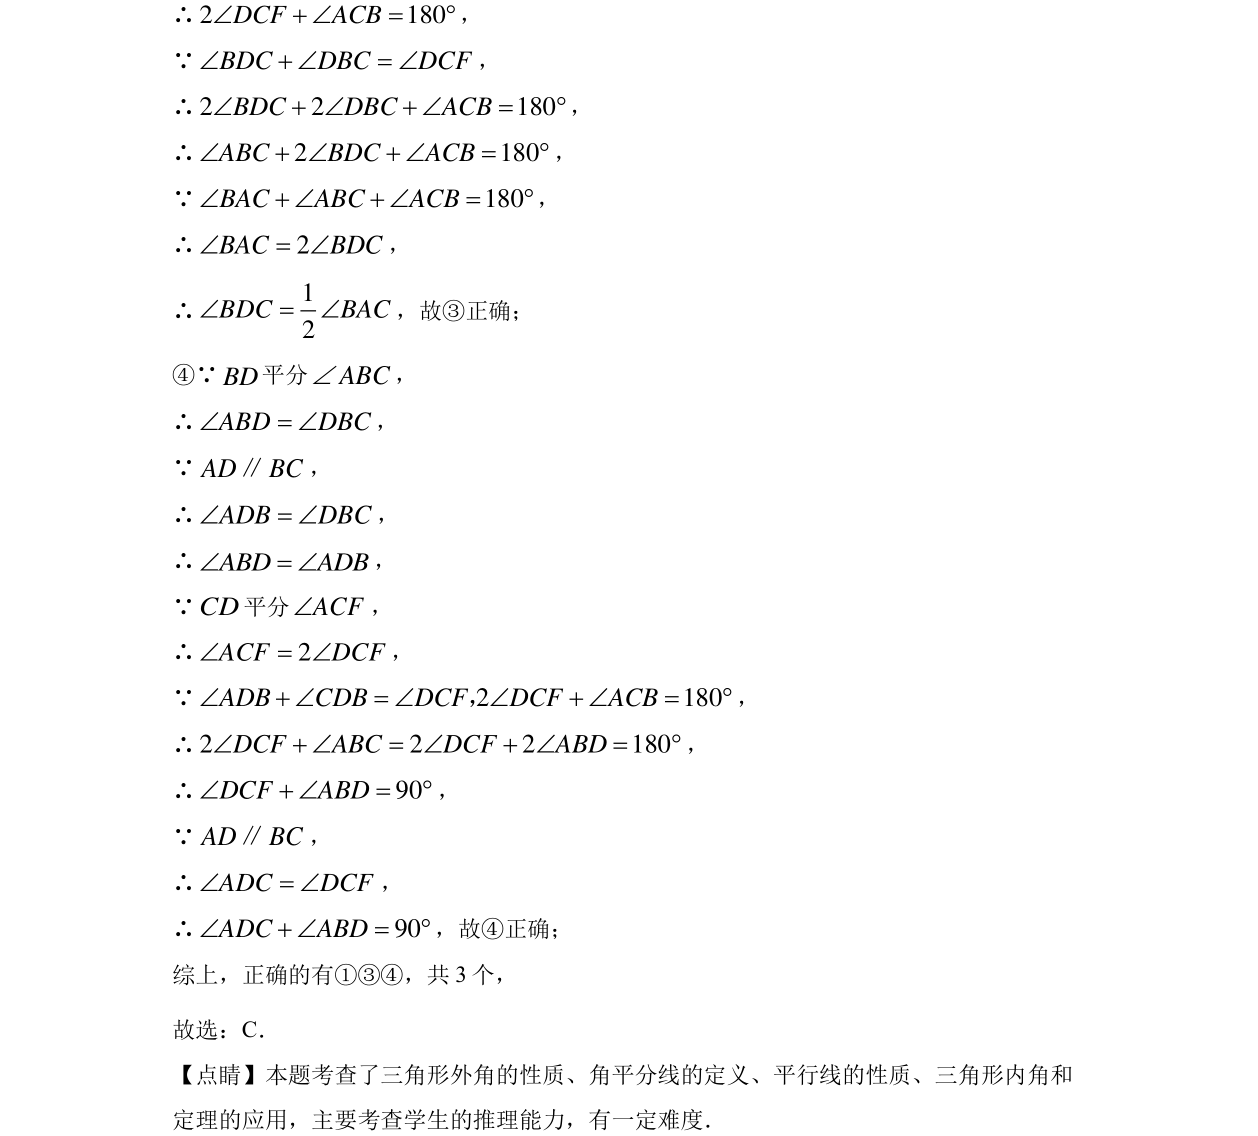 ∴ 2∠DCF + ∠ACB = 180°，
∵ ∠BDC + ∠DBC = ∠DCF，
∴ 2∠BDC + 2∠DBC + ∠ACB = 180°，
∴ ∠ABC + 2∠BDC + ∠ACB = 180°，
∵ ∠BAC + ∠ABC + ∠ACB = 180°，
∴ ∠BAC = 2∠BDC，
∴ ∠BDC = 1/2 ∠BAC，故③正确；
④∵ BD 平分 ∠ABC，
∴ ∠ABD = ∠DBC，
∵ AD // BC，
∴ ∠ADB = ∠DBC，
∴ ∠ABD = ∠ADB，
∵ CD 平分 ∠ACF，
∴ ∠ACF = 2∠DCF，
∵ ∠ADB + ∠CDB = ∠DCF，2∠DCF + ∠ACB = 180°，
∴ 2∠DCF + ∠ABC = 2∠DCF + 2∠ABD = 180°，
∴ ∠DCF + ∠ABD = 90°，
∵ AD // BC，
∴ ∠ADC = ∠DCF，
∴ ∠ADC + ∠ABD = 90°，故④正确；
综上，正确的有①③④，共 3 个，
故选：C．
【点睛】本题考查了三角形外角的性质、角平分线的定义、平行线的性质、三角形内角和
定理的应用，主要考查学生的推理能力，有一定难度．